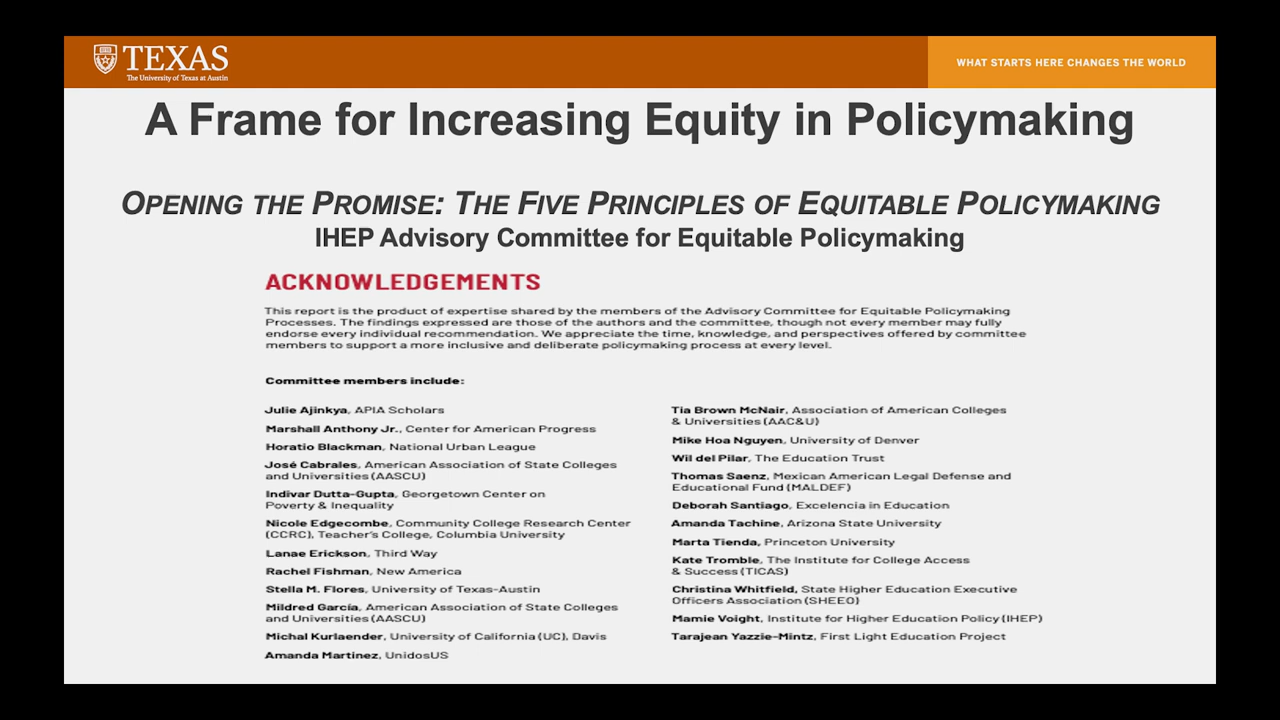 TEXAS
The University of Texas at Austin
WHAT STARTS HERE CHANGES THE WORLD
A Frame for Increasing Equity in Policymaking
OPENING THE PROMISE: THE FIVE PRINCIPLES OF EQUITABLE POLICYMAKING
IHEP Advisory Committee for Equitable Policymaking
ACKNOWLEDGEMENTS
This report is the product of expertise shared by the members of the Advisory Committee for Equitable Policymaking
Processes. The findings expressed are those of the authors and the committee, though not every member may fully
endorse every individual recommendation. We appreciate the time, knowledge, and perspectives offered by committee
members to support a more inclusive and deliberate policymaking process at every level.
Committee members include:
Julie Ajinkya, APIA Scholars
Marshall Anthony Jr., Center for American Progress
Horatio Blackman, National Urban League
José Cabrales, American Association of State Colleges
and Universities (AASCU)
Indivar Dutta-Gupta, Georgetown Center on
Poverty & Inequality
Nicole Edgecombe, Community College Research Center
(CCRC), Teacher's College, Columbia University
Lanae Erickson, Third Way
Rachel Fishman, New America
Stella M. Flores, University of Texas-Austin
Mildred García, American Association of State Colleges
and Universities (AASCU)
Michal Kurlaender, University of California (UC), Davis
Amanda Martinez, UnidosUS
Tia Brown McNair, Association of American Colleges
& Universities (AAC&U)
Mike Hoa Nguyen, University of Denver
Wil del Pilar, The Education Trust
Thomas Saenz, Mexican American Legal Defense and
Educational Fund (MALDEF)
Deborah Santiago, Excelencia in Education
Amanda Tachine, Arizona State University
Marta Tienda, Princeton University
Kate Tromble, The Institute for College Access
& Success (TICAS)
Christina Whitfield, State Higher Education Executive
Officers Association (SHEEO)
Mamie Voight, Institute for Higher Education Policy (IHEP)
Tarajean Yazzie-Mintz, First Light Education Project